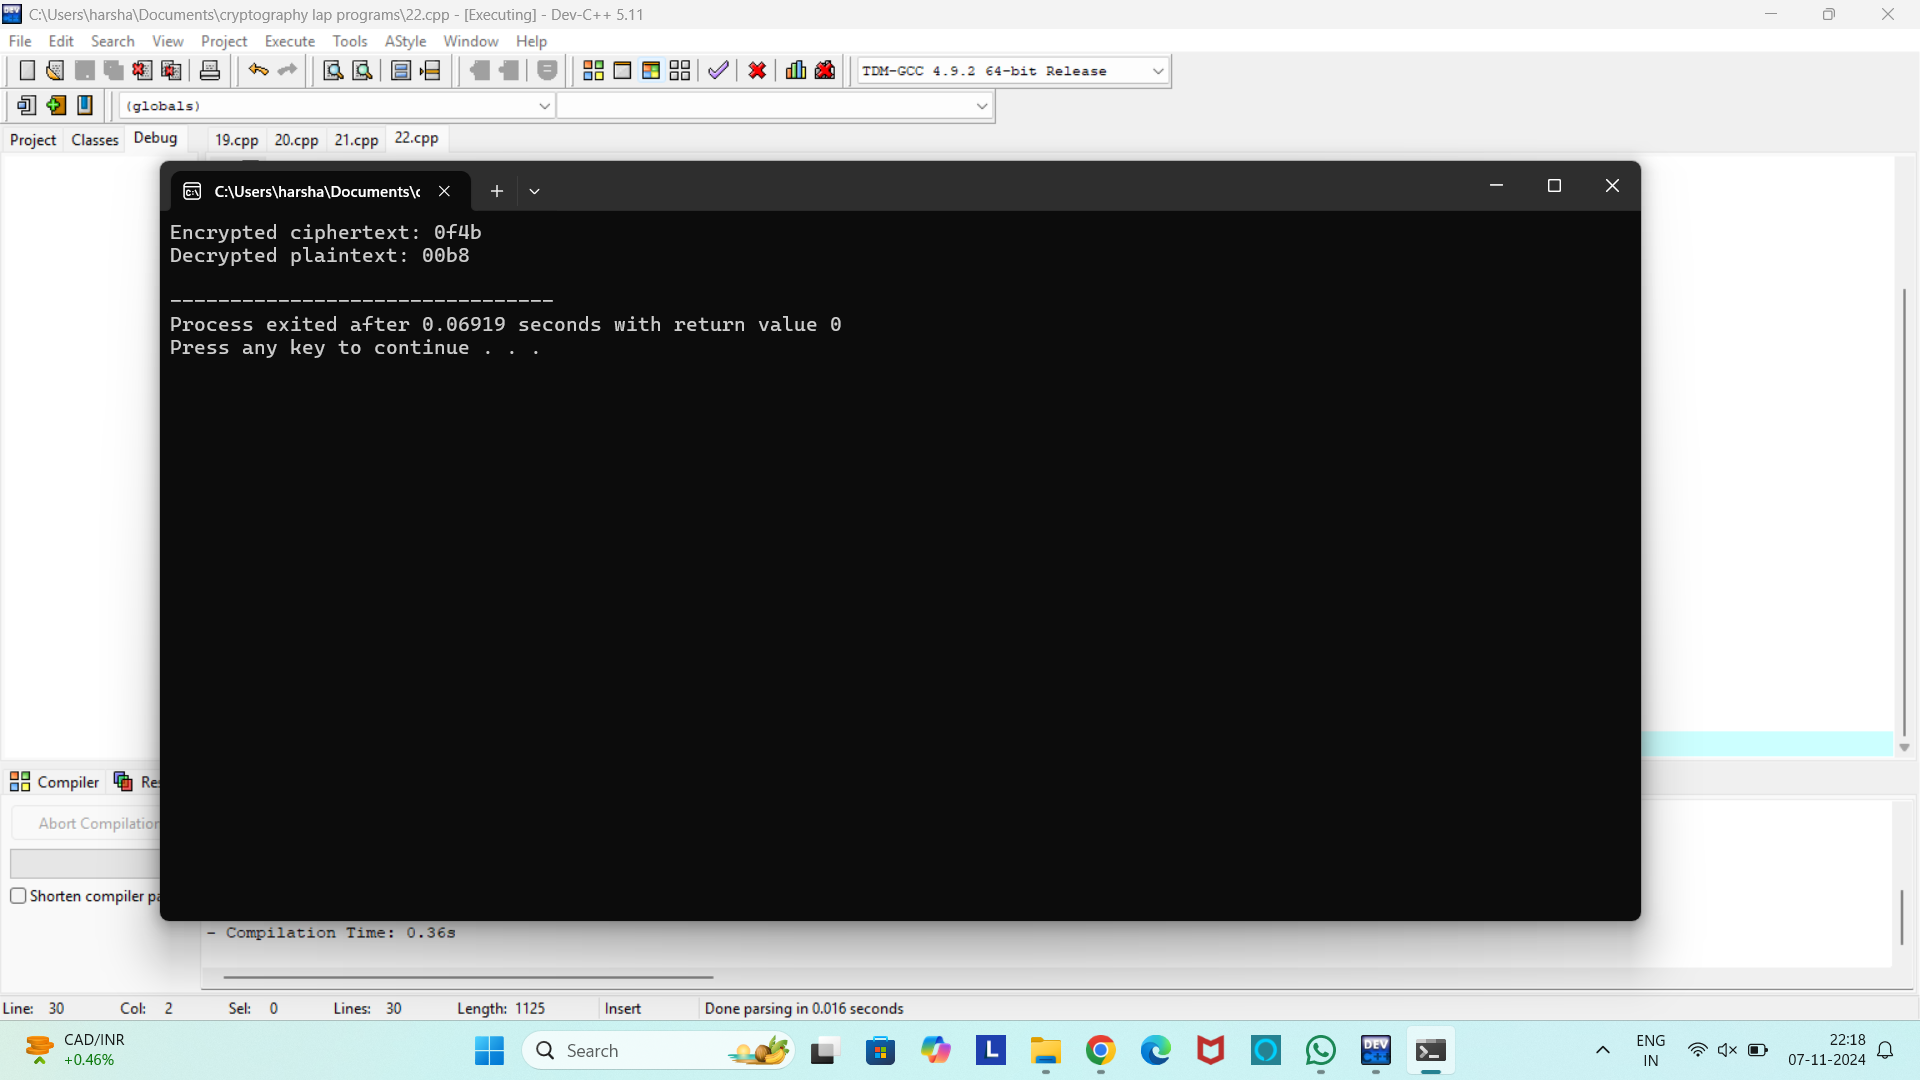 C:\Users\harsha\Documents\cryptography lap programs\22.cpp - [Executing] - Dev-C++ 5.11
File Edit Search View Project Execute Tools AStyle Window Help
TDM-GCC 4.9.2 64-bit Release
(globals)
Project Classes Debug 19.cpp 20.cpp 21.cpp 22.cpp
C:\Users\harsha\Documents\c
Encrypted ciphertext: 0f4b
Decrypted plaintext: 00b8
--------------------------------
Process exited after 0.06919 seconds with return value 0
Press any key to continue . . .
Compiler Res
Abort Compilation
Shorten compiler pa
- Compilation Time: 0.36s
Line: 30 Col: 2 Sel: 0 Lines: 30 Length: 1125 Insert Done parsing in 0.016 seconds
CAD/INR
+0.46%
Search
L
DEV C++
ENG
IN
22:18
07-11-2024